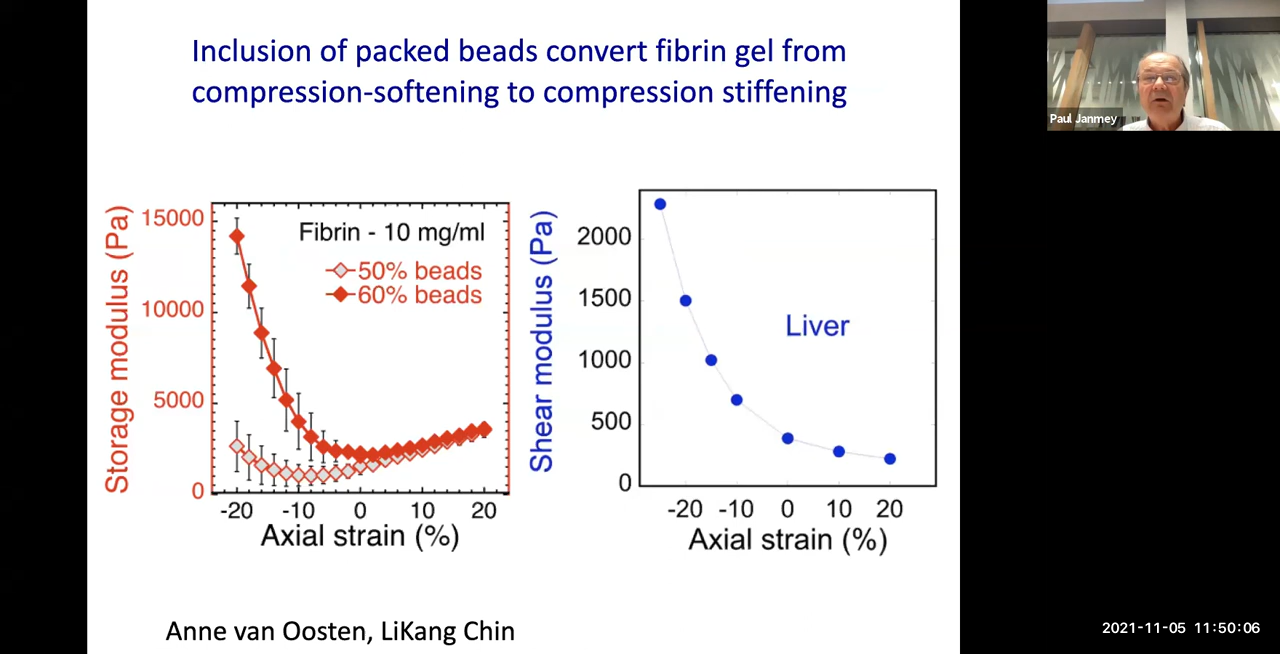 Inclusion of packed beads convert fibrin gel from
compression-softening to compression stiffening
Paul Janmey
Storage modulus (Pa)
15000
10000
5000
0
Fibrin - 10 mg/ml
50% beads
60% beads
-20 -10 0 10 20
Axial strain (%)
Shear modulus (Pa)
2000
1500
1000
500
0
Liver
-20 -10 0 10 20
Axial strain (%)
Anne van Oosten, LiKang Chin
2021-11-05 11:50:06